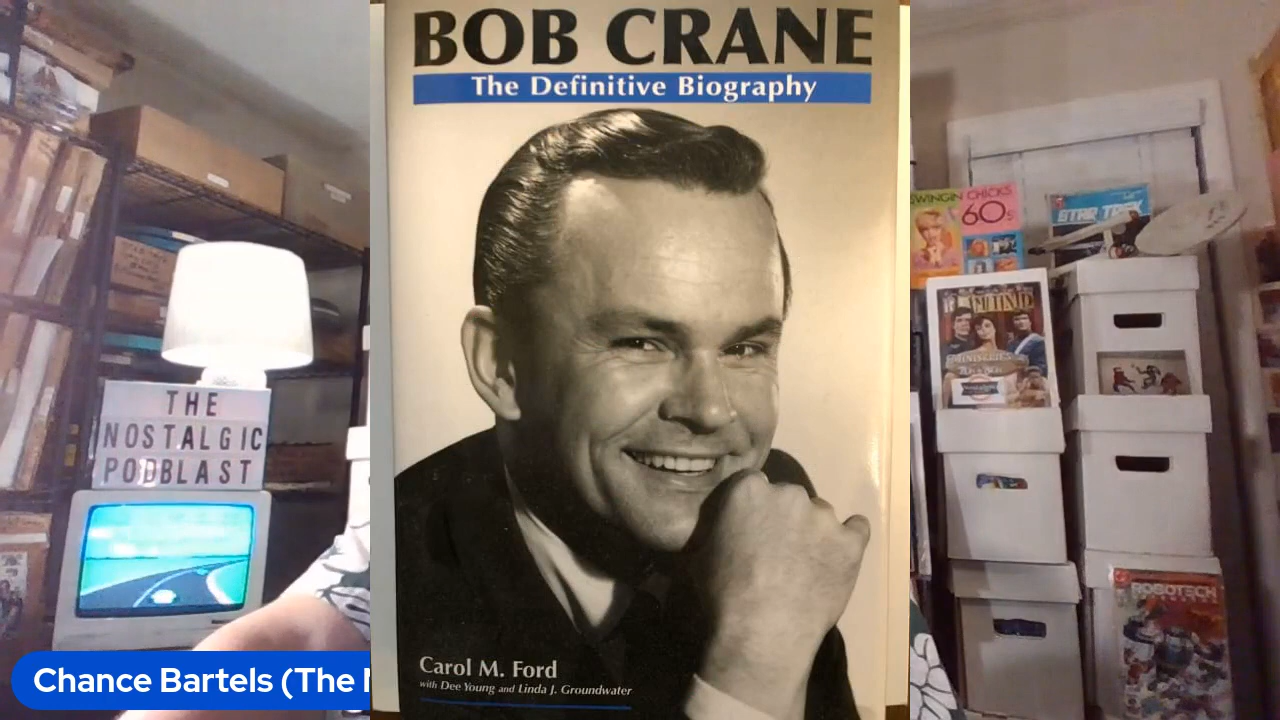 BOB CRANE
The Definitive Biography
Carol M. Ford
with Dee Young and Linda J. Groundwater
THE
NOSTALGIC
PODBLAST
Chance Bartels (The
SWINGIN CHICKS
60s
STAR TREK
ROBOTECH